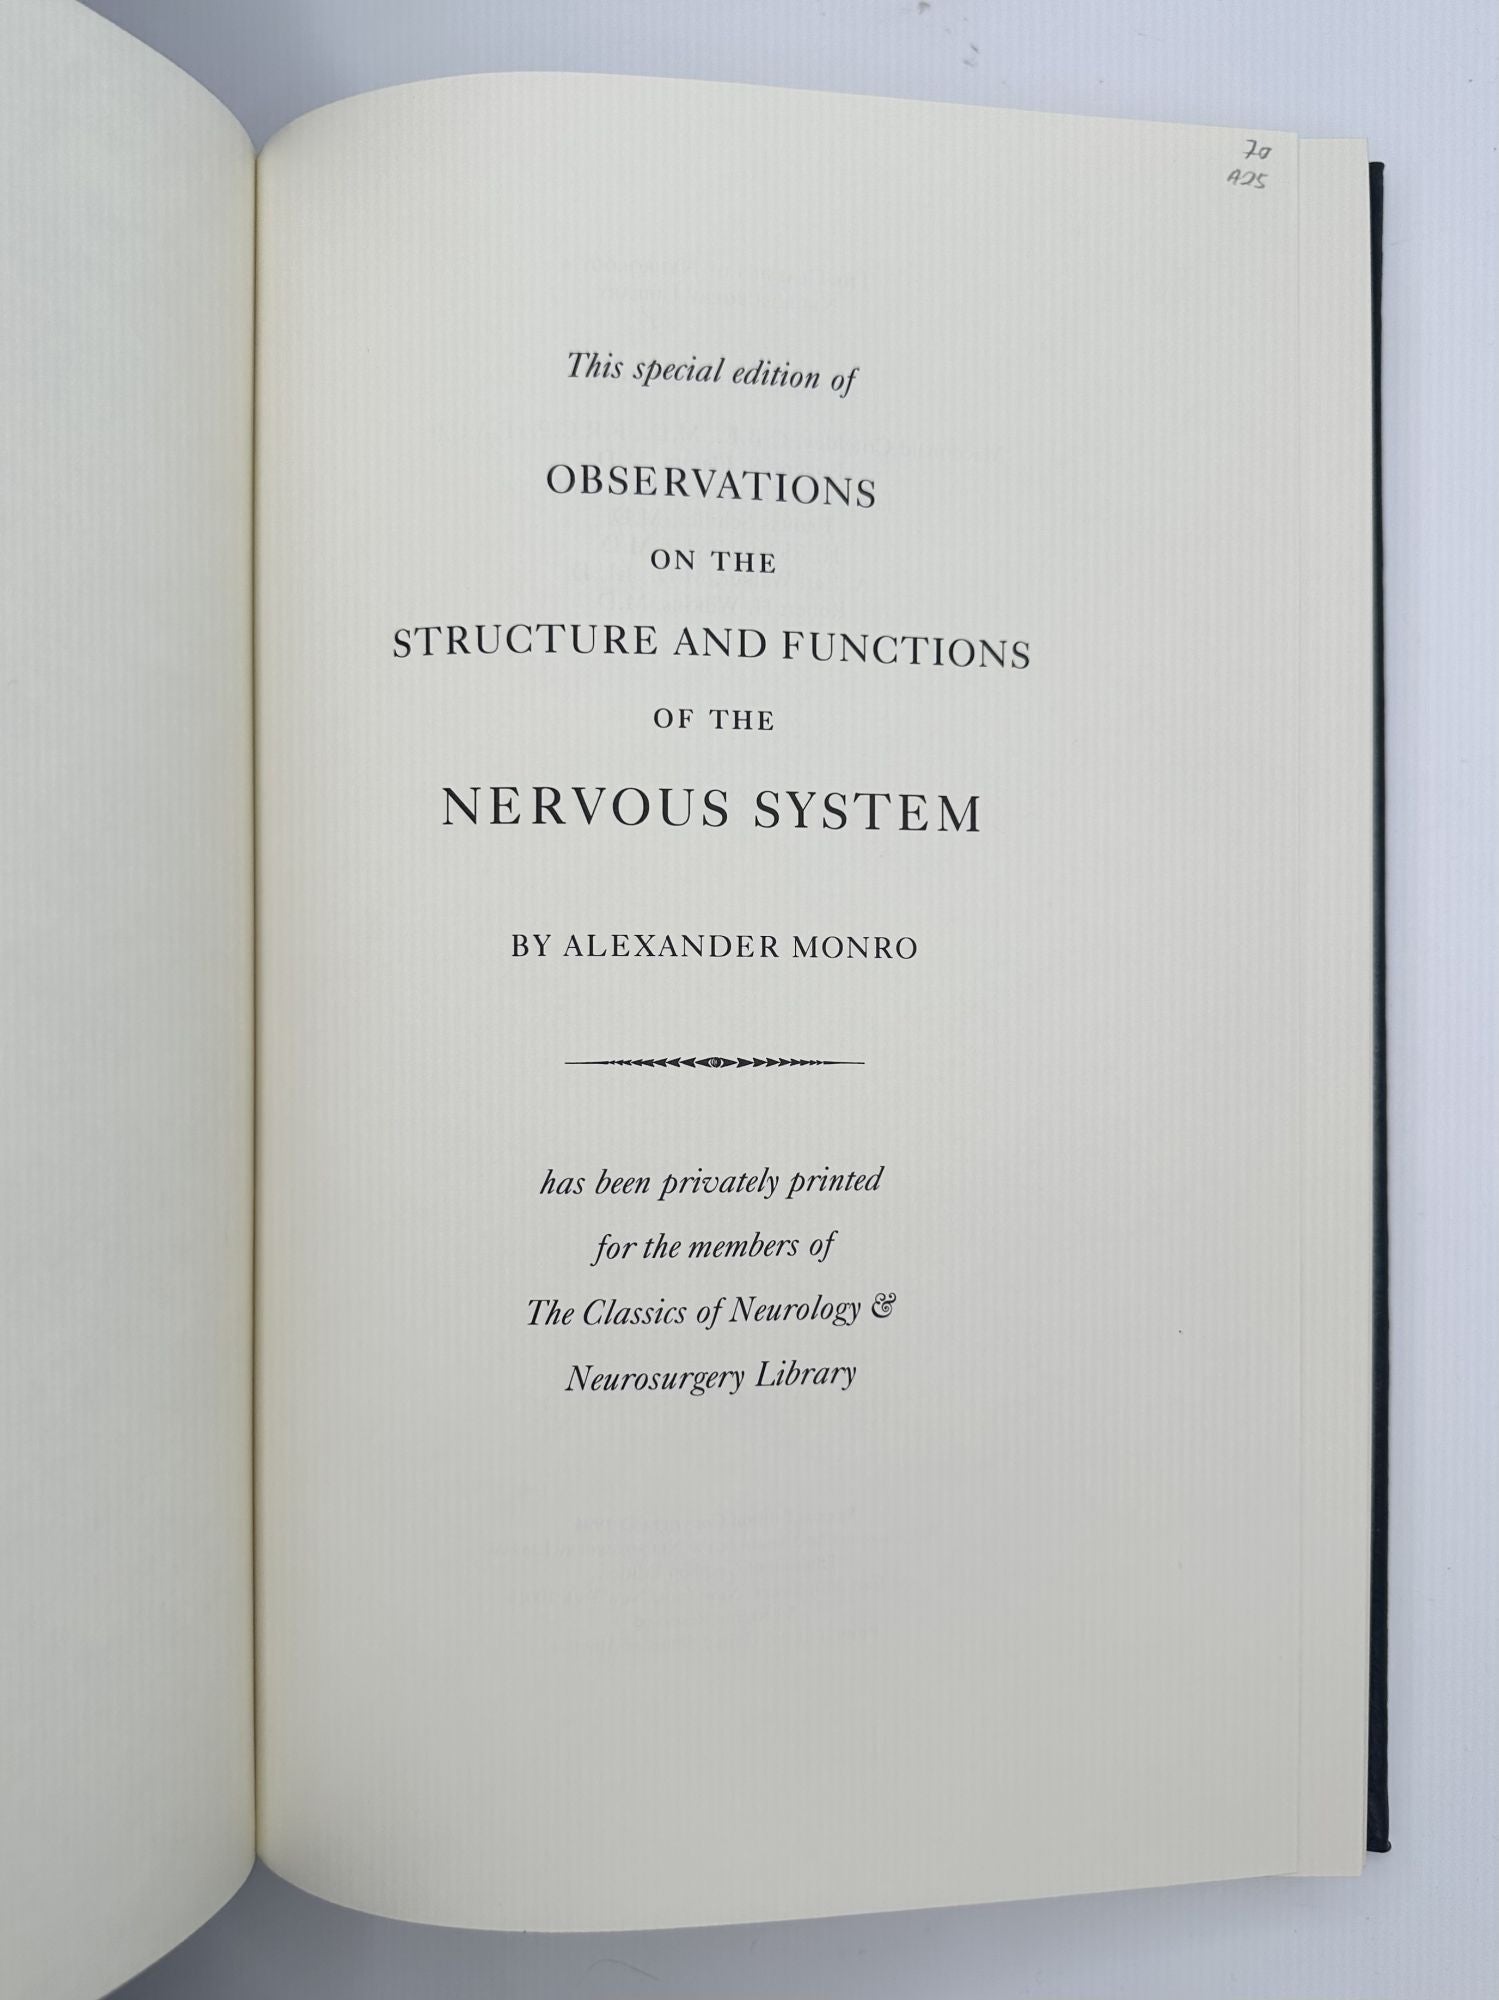 70
A25
This special edition of
OBSERVATIONS
ON THE
STRUCTURE AND FUNCTIONS
OF THE
NERVOUS SYSTEM
BY ALEXANDER MONRO
has been privately printed
for the members of
The Classics of Neurology &
Neurosurgery Library